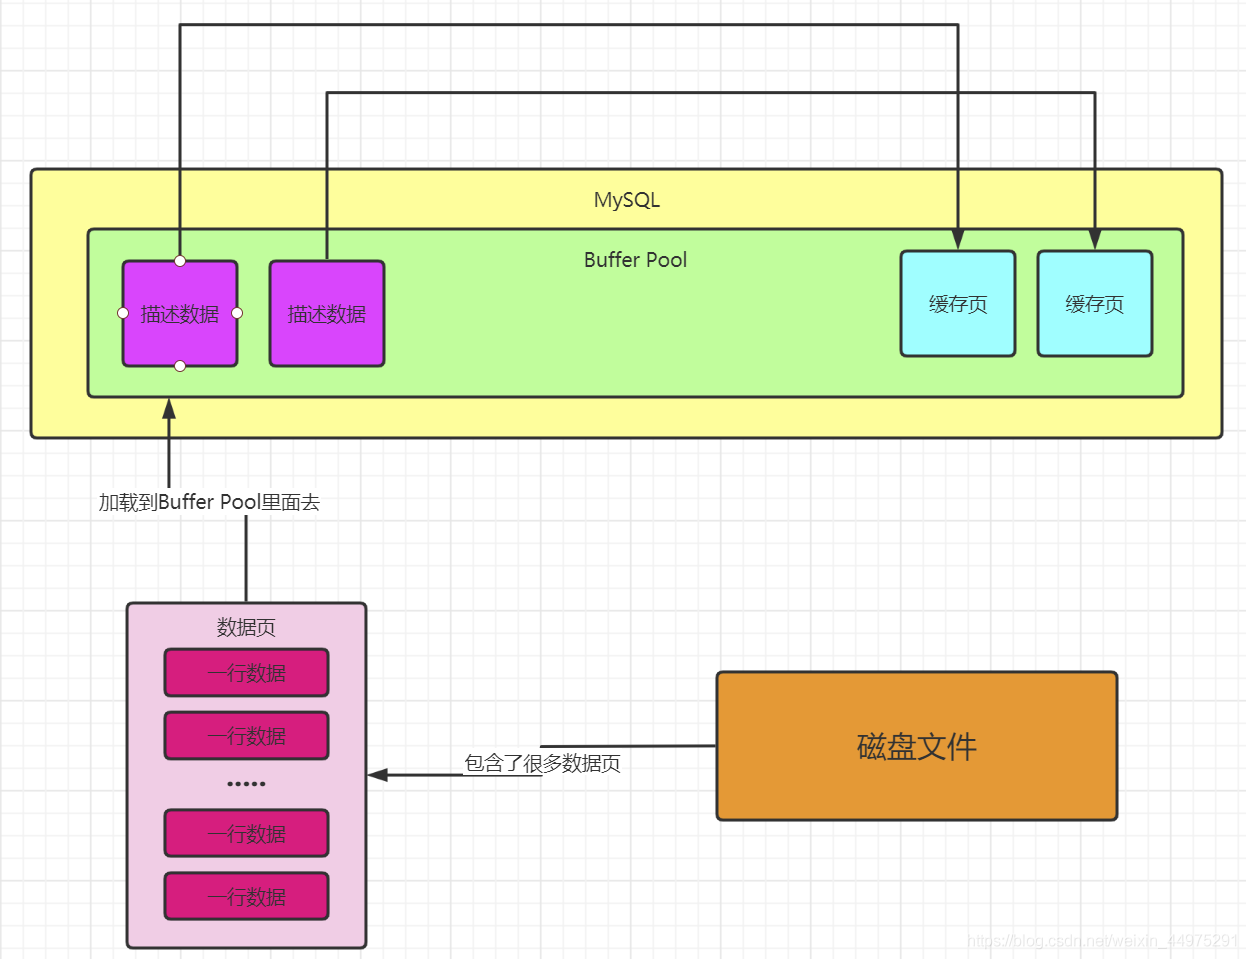 MySQL
Buffer Pool
描述数据
描述数据
缓存页
缓存页
加载到Buffer Pool里面去
数据页
一行数据
一行数据
.....
一行数据
一行数据
包含了很多数据页
磁盘文件
https://blog.csdn.net/weixin_44975291